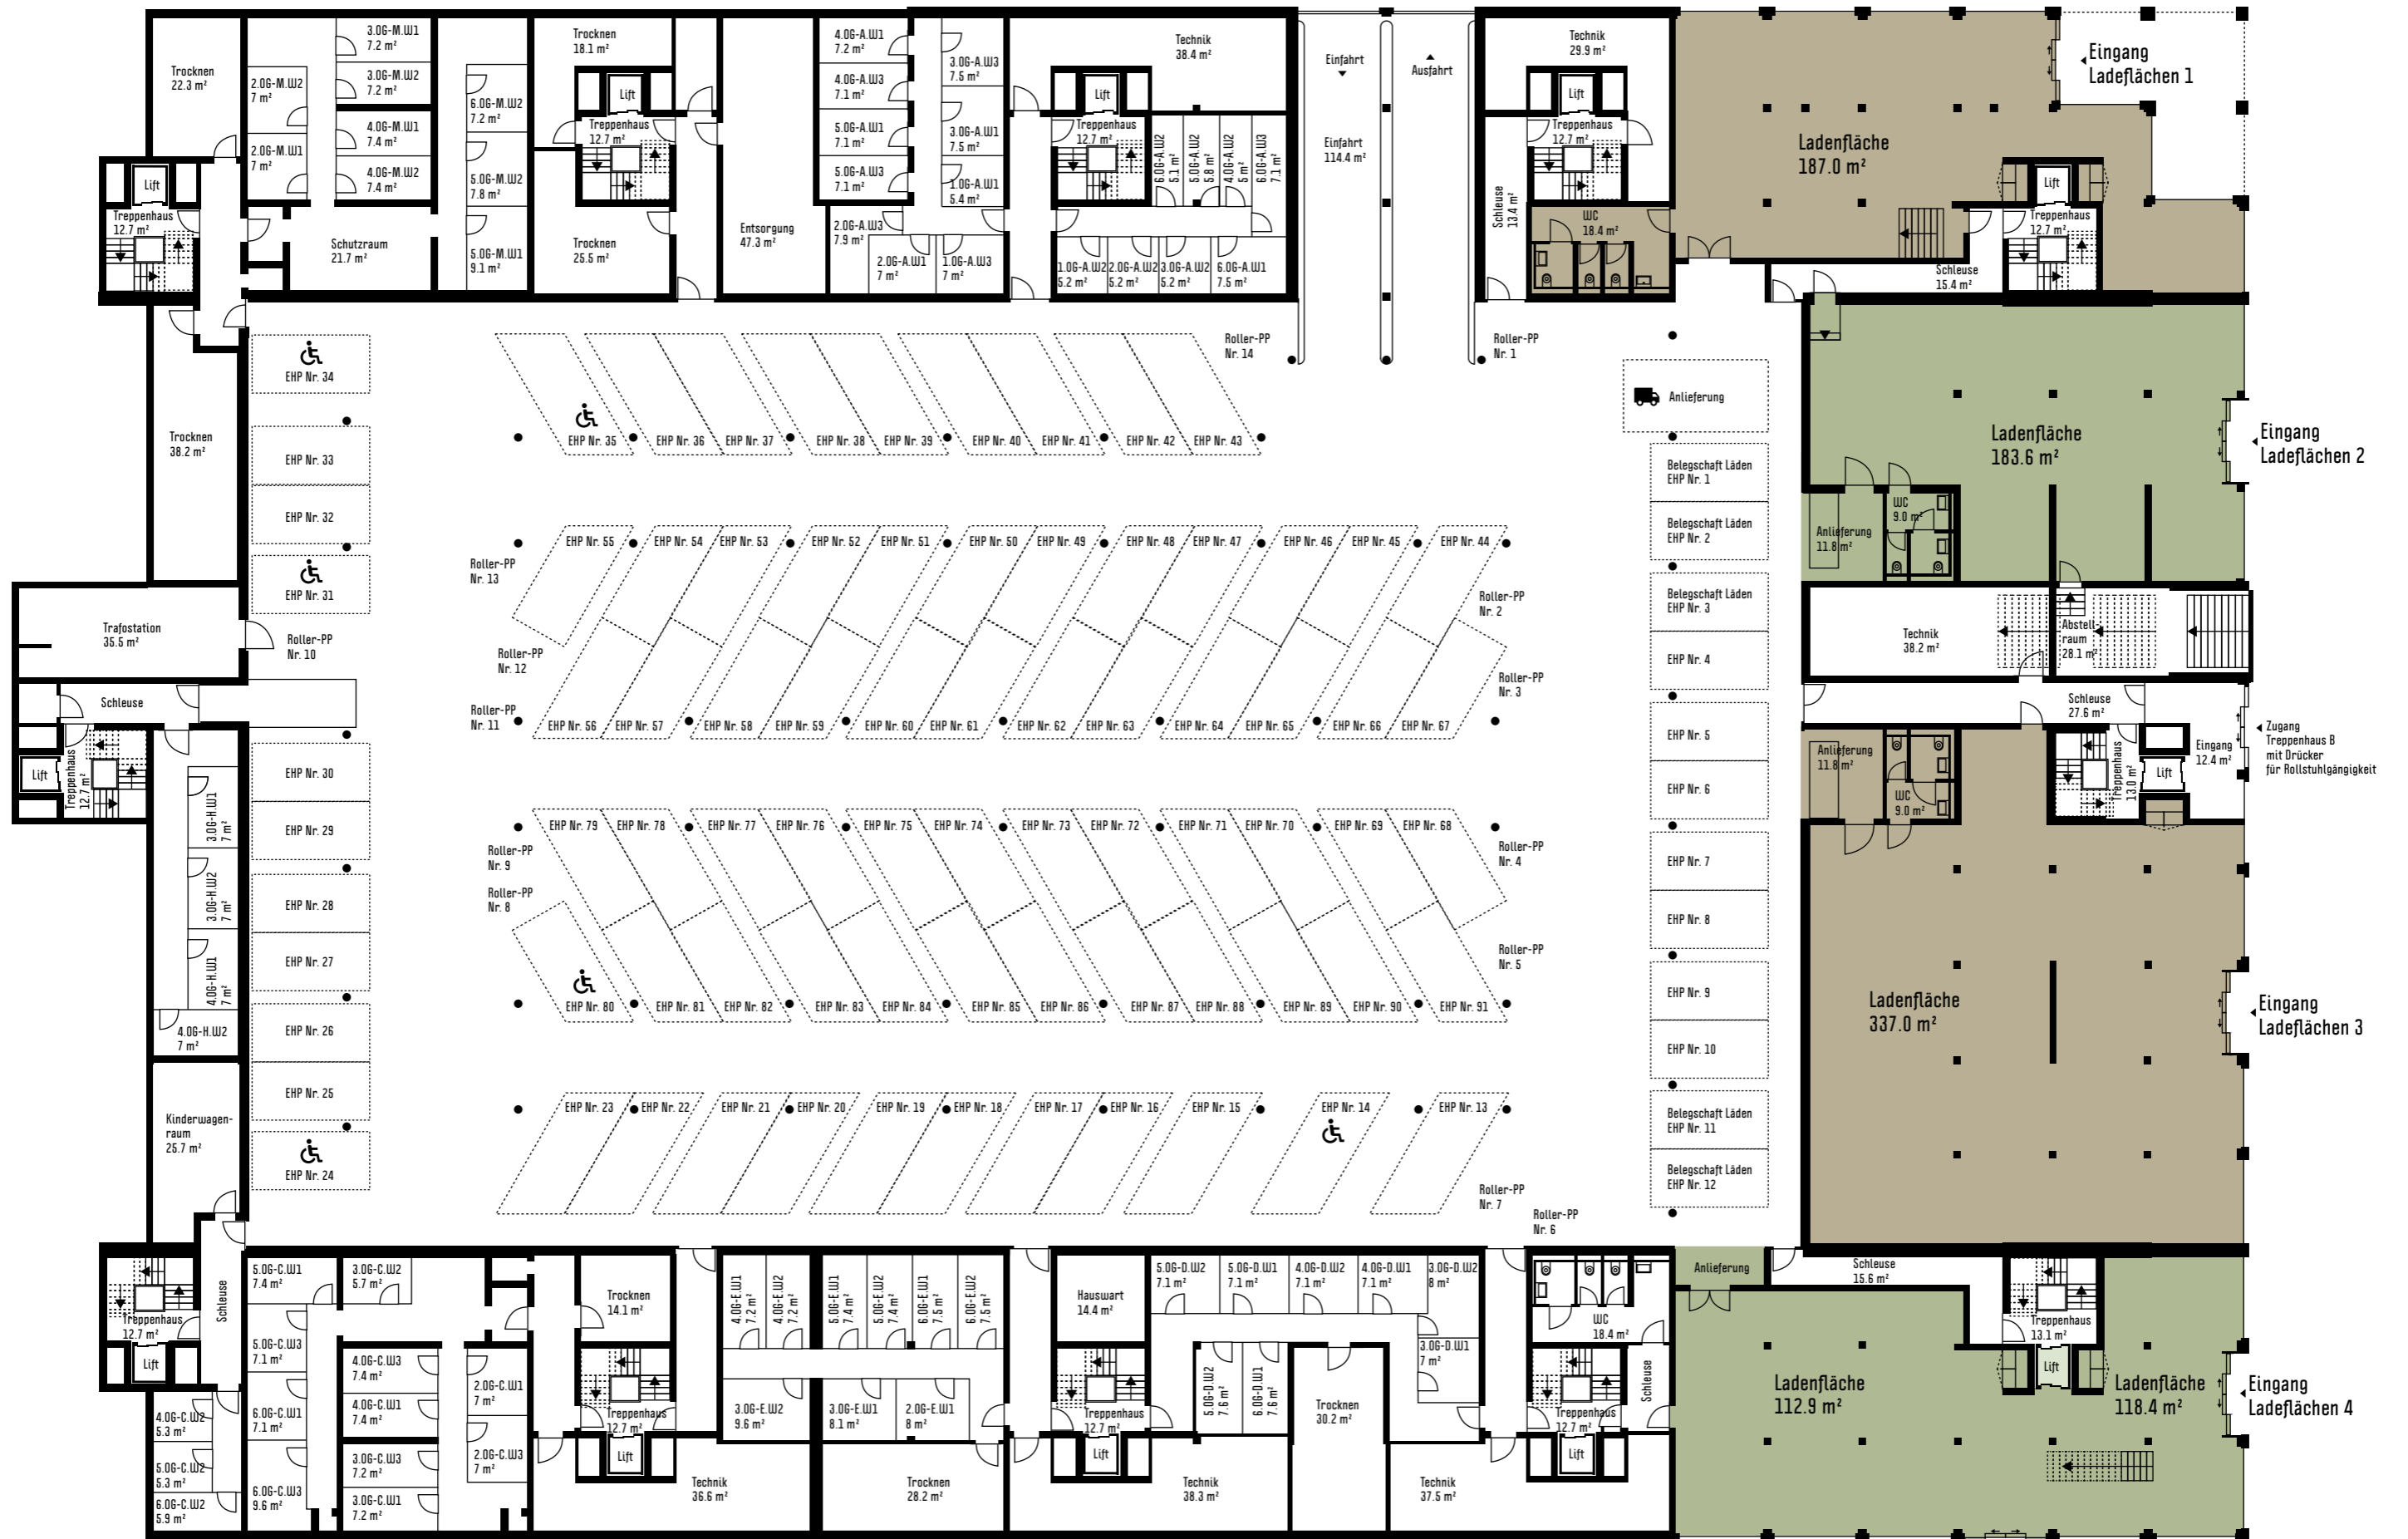 Trocknen
22.3 m²
2.OG-M.W2
7 m²
2.OG-M.W1
7 m²
3.OG-M.W1
7.2 m²
3.OG-M.W2
7.2 m²
4.OG-M.W1
7.4 m²
4.OG-M.W2
7.4 m²
6.OG-M.W2
7.2 m²
5.OG-M.W2
7.8 m²
5.OG-M.W1
9.1 m²
Schutzraum
21.7 m²
Lift
Treppenhaus
12.7 m²
Trocknen
18.1 m²
Lift
Treppenhaus
12.7 m²
Trocknen
25.5 m²
Entsorgung
47.3 m²
4.OG-A.W1
7.2 m²
4.OG-A.W3
7.1 m²
5.OG-A.W1
7.1 m²
5.OG-A.W3
7.1 m²
2.OG-A.W3
7.9 m²
2.OG-A.W1
7 m²
1.OG-A.W3
7 m²
3.OG-A.W3
7.5 m²
3.OG-A.W1
7.5 m²
1.OG-A.W1
5.4 m²
Technik
38.4 m²
Lift
Treppenhaus
12.7 m²
6.OG-A.W2
5.1 m²
5.OG-A.W2
5.8 m²
4.OG-A.W2
5 m²
6.OG-A.W3
7.1 m²
1.OG-A.W2
5.2 m²
2.OG-A.W2
5.2 m²
3.OG-A.W2
5.2 m²
6.OG-A.W1
7.5 m²
Einfahrt
Ausfahrt
Einfahrt
114.4 m²
Technik
29.9 m²
Lift
Treppenhaus
12.7 m²
Schleuse
13.4 m²
WC
18.4 m²
Ladenfläche
187.0 m²
Lift
Treppenhaus
12.7 m²
Schleuse
15.4 m²
Eingang
Ladeflächen 1
Trocknen
38.2 m²
EHP Nr. 34
EHP Nr. 33
EHP Nr. 32
EHP Nr. 31
EHP Nr. 35
EHP Nr. 36
EHP Nr. 37
EHP Nr. 38
EHP Nr. 39
EHP Nr. 40
EHP Nr. 41
EHP Nr. 42
EHP Nr. 43
Roller-PP
Nr. 14
Roller-PP
Nr. 1
Anlieferung
Belegschaft Läden
EHP Nr. 1
Belegschaft Läden
EHP Nr. 2
Belegschaft Läden
EHP Nr. 3
EHP Nr. 4
EHP Nr. 5
EHP Nr. 6
EHP Nr. 7
EHP Nr. 8
EHP Nr. 9
EHP Nr. 10
Belegschaft Läden
EHP Nr. 11
Belegschaft Läden
EHP Nr. 12
Ladenfläche
183.6 m²
Eingang
Ladeflächen 2
WC
9.0 m²
Anlieferung
11.8 m²
Roller-PP
Nr. 13
EHP Nr. 55
EHP Nr. 54
EHP Nr. 53
EHP Nr. 52
EHP Nr. 51
EHP Nr. 50
EHP Nr. 49
EHP Nr. 48
EHP Nr. 47
EHP Nr. 46
EHP Nr. 45
EHP Nr. 44
Roller-PP
Nr. 2
Trafostation
35.5 m²
Roller-PP
Nr. 10
Roller-PP
Nr. 12
Roller-PP
Nr. 3
Technik
38.2 m²
Abstell-
raum
28.1 m²
Schleuse
Roller-PP
Nr. 11
EHP Nr. 56
EHP Nr. 57
EHP Nr. 58
EHP Nr. 59
EHP Nr. 60
EHP Nr. 61
EHP Nr. 62
EHP Nr. 63
EHP Nr. 64
EHP Nr. 65
EHP Nr. 66
EHP Nr. 67
Schleuse
27.6 m²
Zugang
Treppenhaus B
mit Drücker
für Rollstuhlgängigkeit
Eingang
12.4 m²
Lift
Treppenhaus
13.0 m²
Anlieferung
11.8 m²
WC
9.0 m²
Lift
Treppenhaus
12.7 m²
3.OG-H.W1
7 m²
3.OG-H.W2
7 m²
4.OG-H.W1
7 m²
4.OG-H.W2
7 m²
EHP Nr. 30
EHP Nr. 29
EHP Nr. 28
EHP Nr. 27
EHP Nr. 26
EHP Nr. 25
EHP Nr. 24
EHP Nr. 79
EHP Nr. 78
EHP Nr. 77
EHP Nr. 76
EHP Nr. 75
EHP Nr. 74
EHP Nr. 73
EHP Nr. 72
EHP Nr. 71
EHP Nr. 70
EHP Nr. 69
EHP Nr. 68
Roller-PP
Nr. 9
Roller-PP
Nr. 8
Roller-PP
Nr. 4
Roller-PP
Nr. 5
EHP Nr. 80
EHP Nr. 81
EHP Nr. 82
EHP Nr. 83
EHP Nr. 84
EHP Nr. 85
EHP Nr. 86
EHP Nr. 87
EHP Nr. 88
EHP Nr. 89
EHP Nr. 90
EHP Nr. 91
Ladenfläche
337.0 m²
Eingang
Ladeflächen 3
Kinderwagen-
raum
25.7 m²
EHP Nr. 23
EHP Nr. 22
EHP Nr. 21
EHP Nr. 20
EHP Nr. 19
EHP Nr. 18
EHP Nr. 17
EHP Nr. 16
EHP Nr. 15
EHP Nr. 14
EHP Nr. 13
Roller-PP
Nr. 7
Roller-PP
Nr. 6
Treppenhaus
12.7 m²
Lift
Schleuse
5.OG-C.W1
7.4 m²
3.OG-C.W2
5.7 m²
5.OG-C.W3
7.1 m²
4.OG-C.W3
7.4 m²
4.OG-C.W1
7.4 m²
6.OG-C.W1
7.1 m²
6.OG-C.W3
9.6 m²
3.OG-C.W3
7.2 m²
3.OG-C.W1
7.2 m²
2.OG-C.W1
7 m²
2.OG-C.W3
7 m²
4.OG-C.W2
5.3 m²
5.OG-C.W2
5.3 m²
6.OG-C.W2
5.9 m²
Trocknen
14.1 m²
Treppenhaus
12.7 m²
Lift
Technik
36.6 m²
4.OG-E.W1
7.2 m²
4.OG-E.W2
7.2 m²
5.OG-E.W1
7.4 m²
5.OG-E.W2
7.4 m²
6.OG-E.W1
7.5 m²
6.OG-E.W2
7.5 m²
3.OG-E.W2
9.6 m²
3.OG-E.W1
8.1 m²
2.OG-E.W1
8 m²
Trocknen
28.2 m²
Hauswart
14.4 m²
Treppenhaus
12.7 m²
Lift
Technik
38.3 m²
5.OG-D.W2
7.1 m²
5.OG-D.W1
7.1 m²
4.OG-D.W2
7.1 m²
4.OG-D.W1
7.1 m²
3.OG-D.W2
8 m²
3.OG-D.W1
7 m²
5.OG-D.W2
7.6 m²
6.OG-D.W1
7.6 m²
Trocknen
30.2 m²
Technik
37.5 m²
WC
18.4 m²
Treppenhaus
12.7 m²
Lift
Schleuse
Anlieferung
Schleuse
15.6 m²
Treppenhaus
13.1 m²
Lift
Ladenfläche
112.9 m²
Ladenfläche
118.4 m²
Eingang
Ladeflächen 4